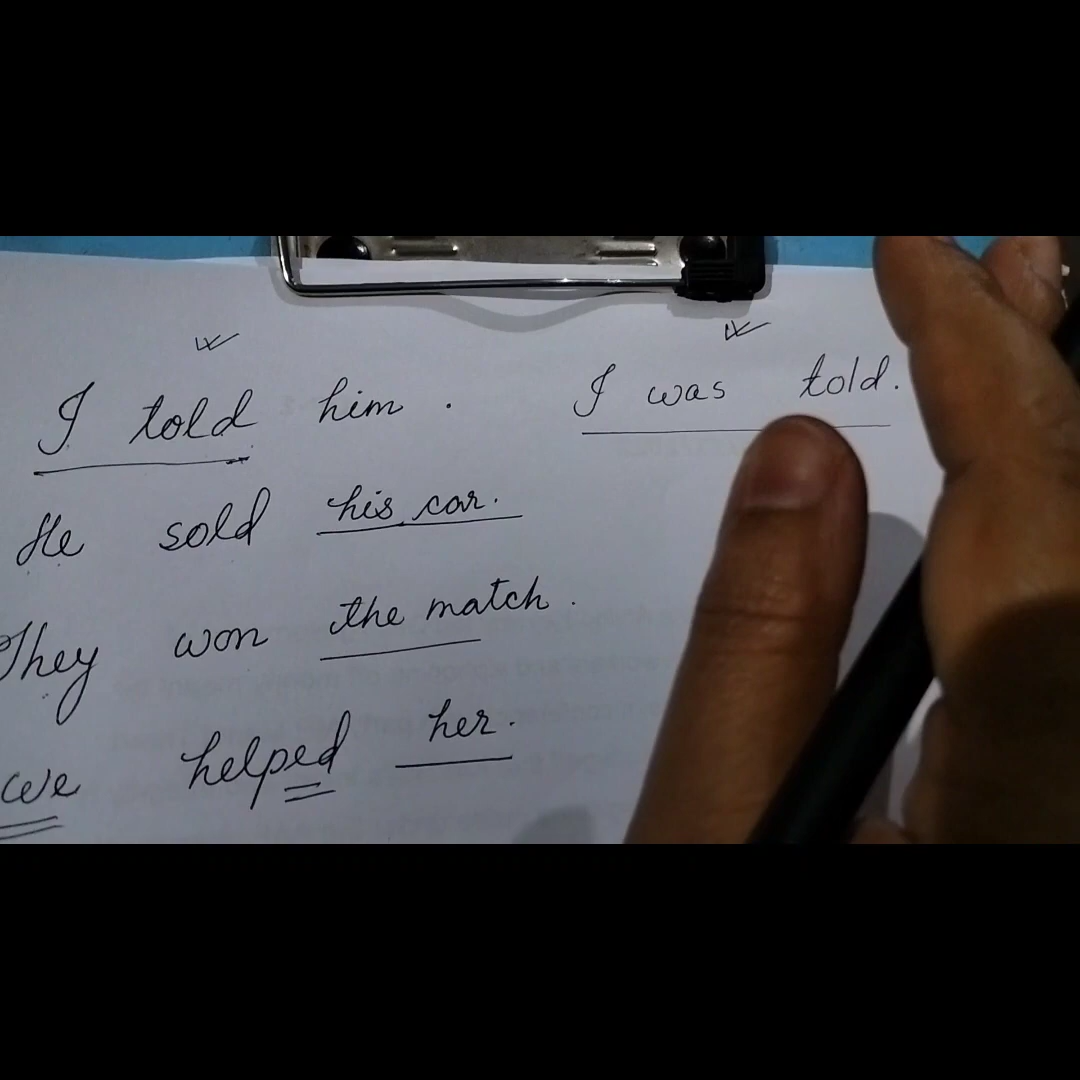 I told him.
I was told.
He sold his car.
They won the match.
we helped her.